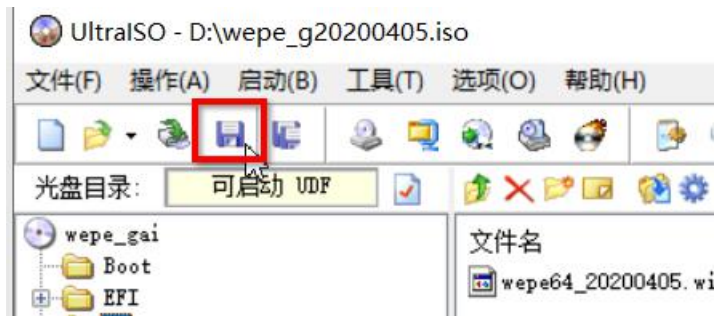 UltraISO - D:\wepe_g20200405.iso
文件(F) 操作(A) 启动(B) 工具(T) 选项(O) 帮助(H)
光盘目录: 可启动 UDF
wepe_gai
Boot
EFI
文件名
wepe64_20200405.wi